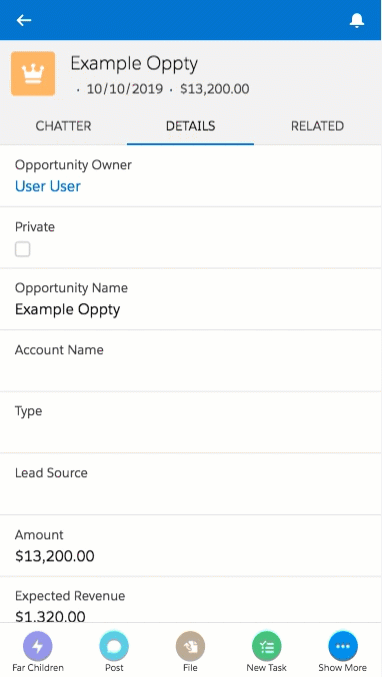 Example Oppty
· 10/10/2019 · $13,200.00
CHATTER DETAILS RELATED
Opportunity Owner
User User
Private
Opportunity Name
Example Oppty
Account Name
Type
Lead Source
Amount
$13,200.00
Expected Revenue
$1,320.00
Far Children Post File New Task Show More